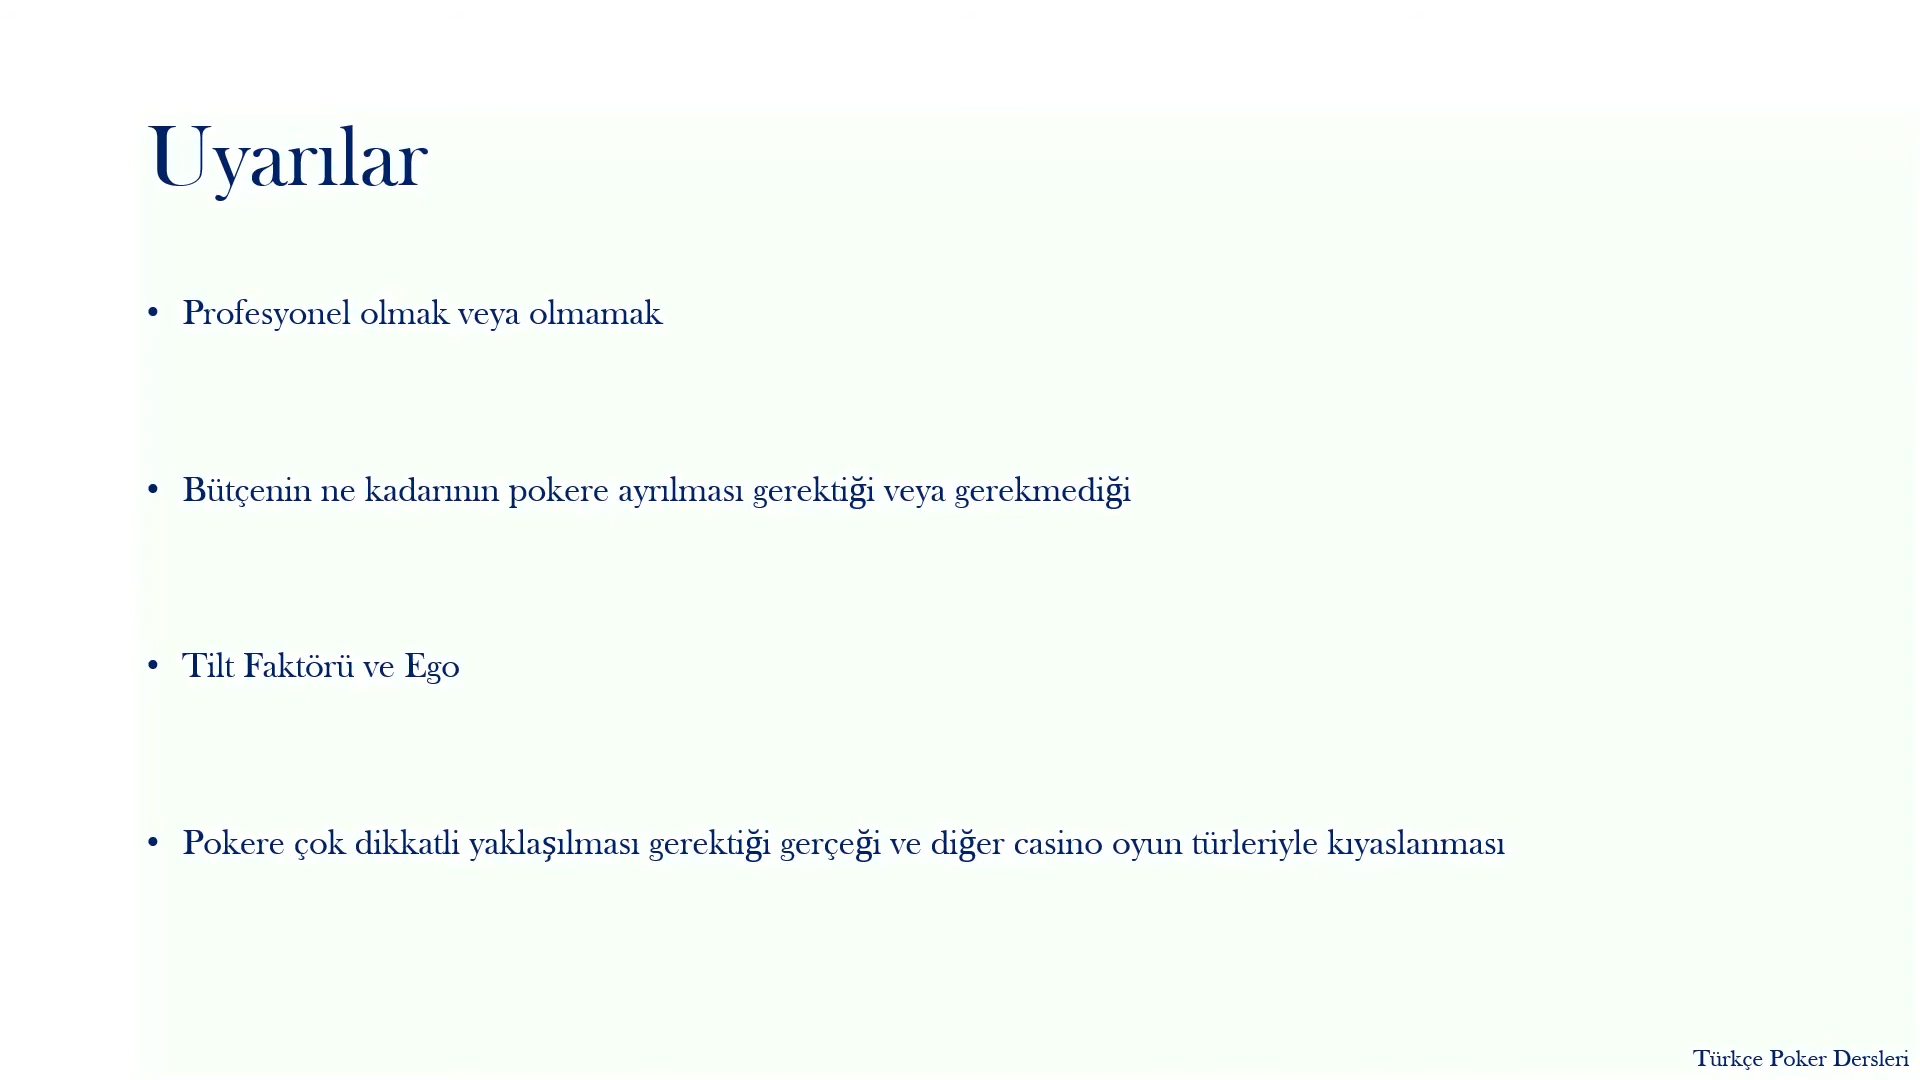 Uyarılar
• Profesyonel olmak veya olmamak
• Bütçenin ne kadarının pokere ayrılması gerektiği veya gerekmediği
• Tilt Faktörü ve Ego
• Pokere çok dikkatli yaklaşılması gerektiği gerçeği ve diğer casino oyun türleriyle kıyaslanması
Türkçe Poker Dersleri